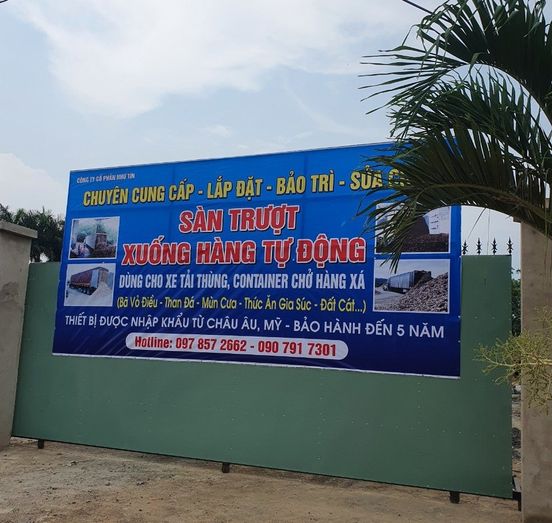 CÔNG TY CỔ PHẦN NHƯ TIN
CHUYÊN CUNG CẤP - LẮP ĐẶT - BẢO TRÌ - SỬA
SÀN TRƯỢT
XUỐNG HÀNG TỰ ĐỘNG
DÙNG CHO XE TẢI THÙNG, CONTAINER CHỞ HÀNG XÁ
(Bã Vỏ Điều - Than Đá - Mùn Cưa - Thức Ăn Gia Súc - Đất Cát...)
THIẾT BỊ ĐƯỢC NHẬP KHẨU TỪ CHÂU ÂU, MỸ - BẢO HÀNH ĐẾN 5 NĂM
Hotline: 097 857 2662 - 090 791 7301